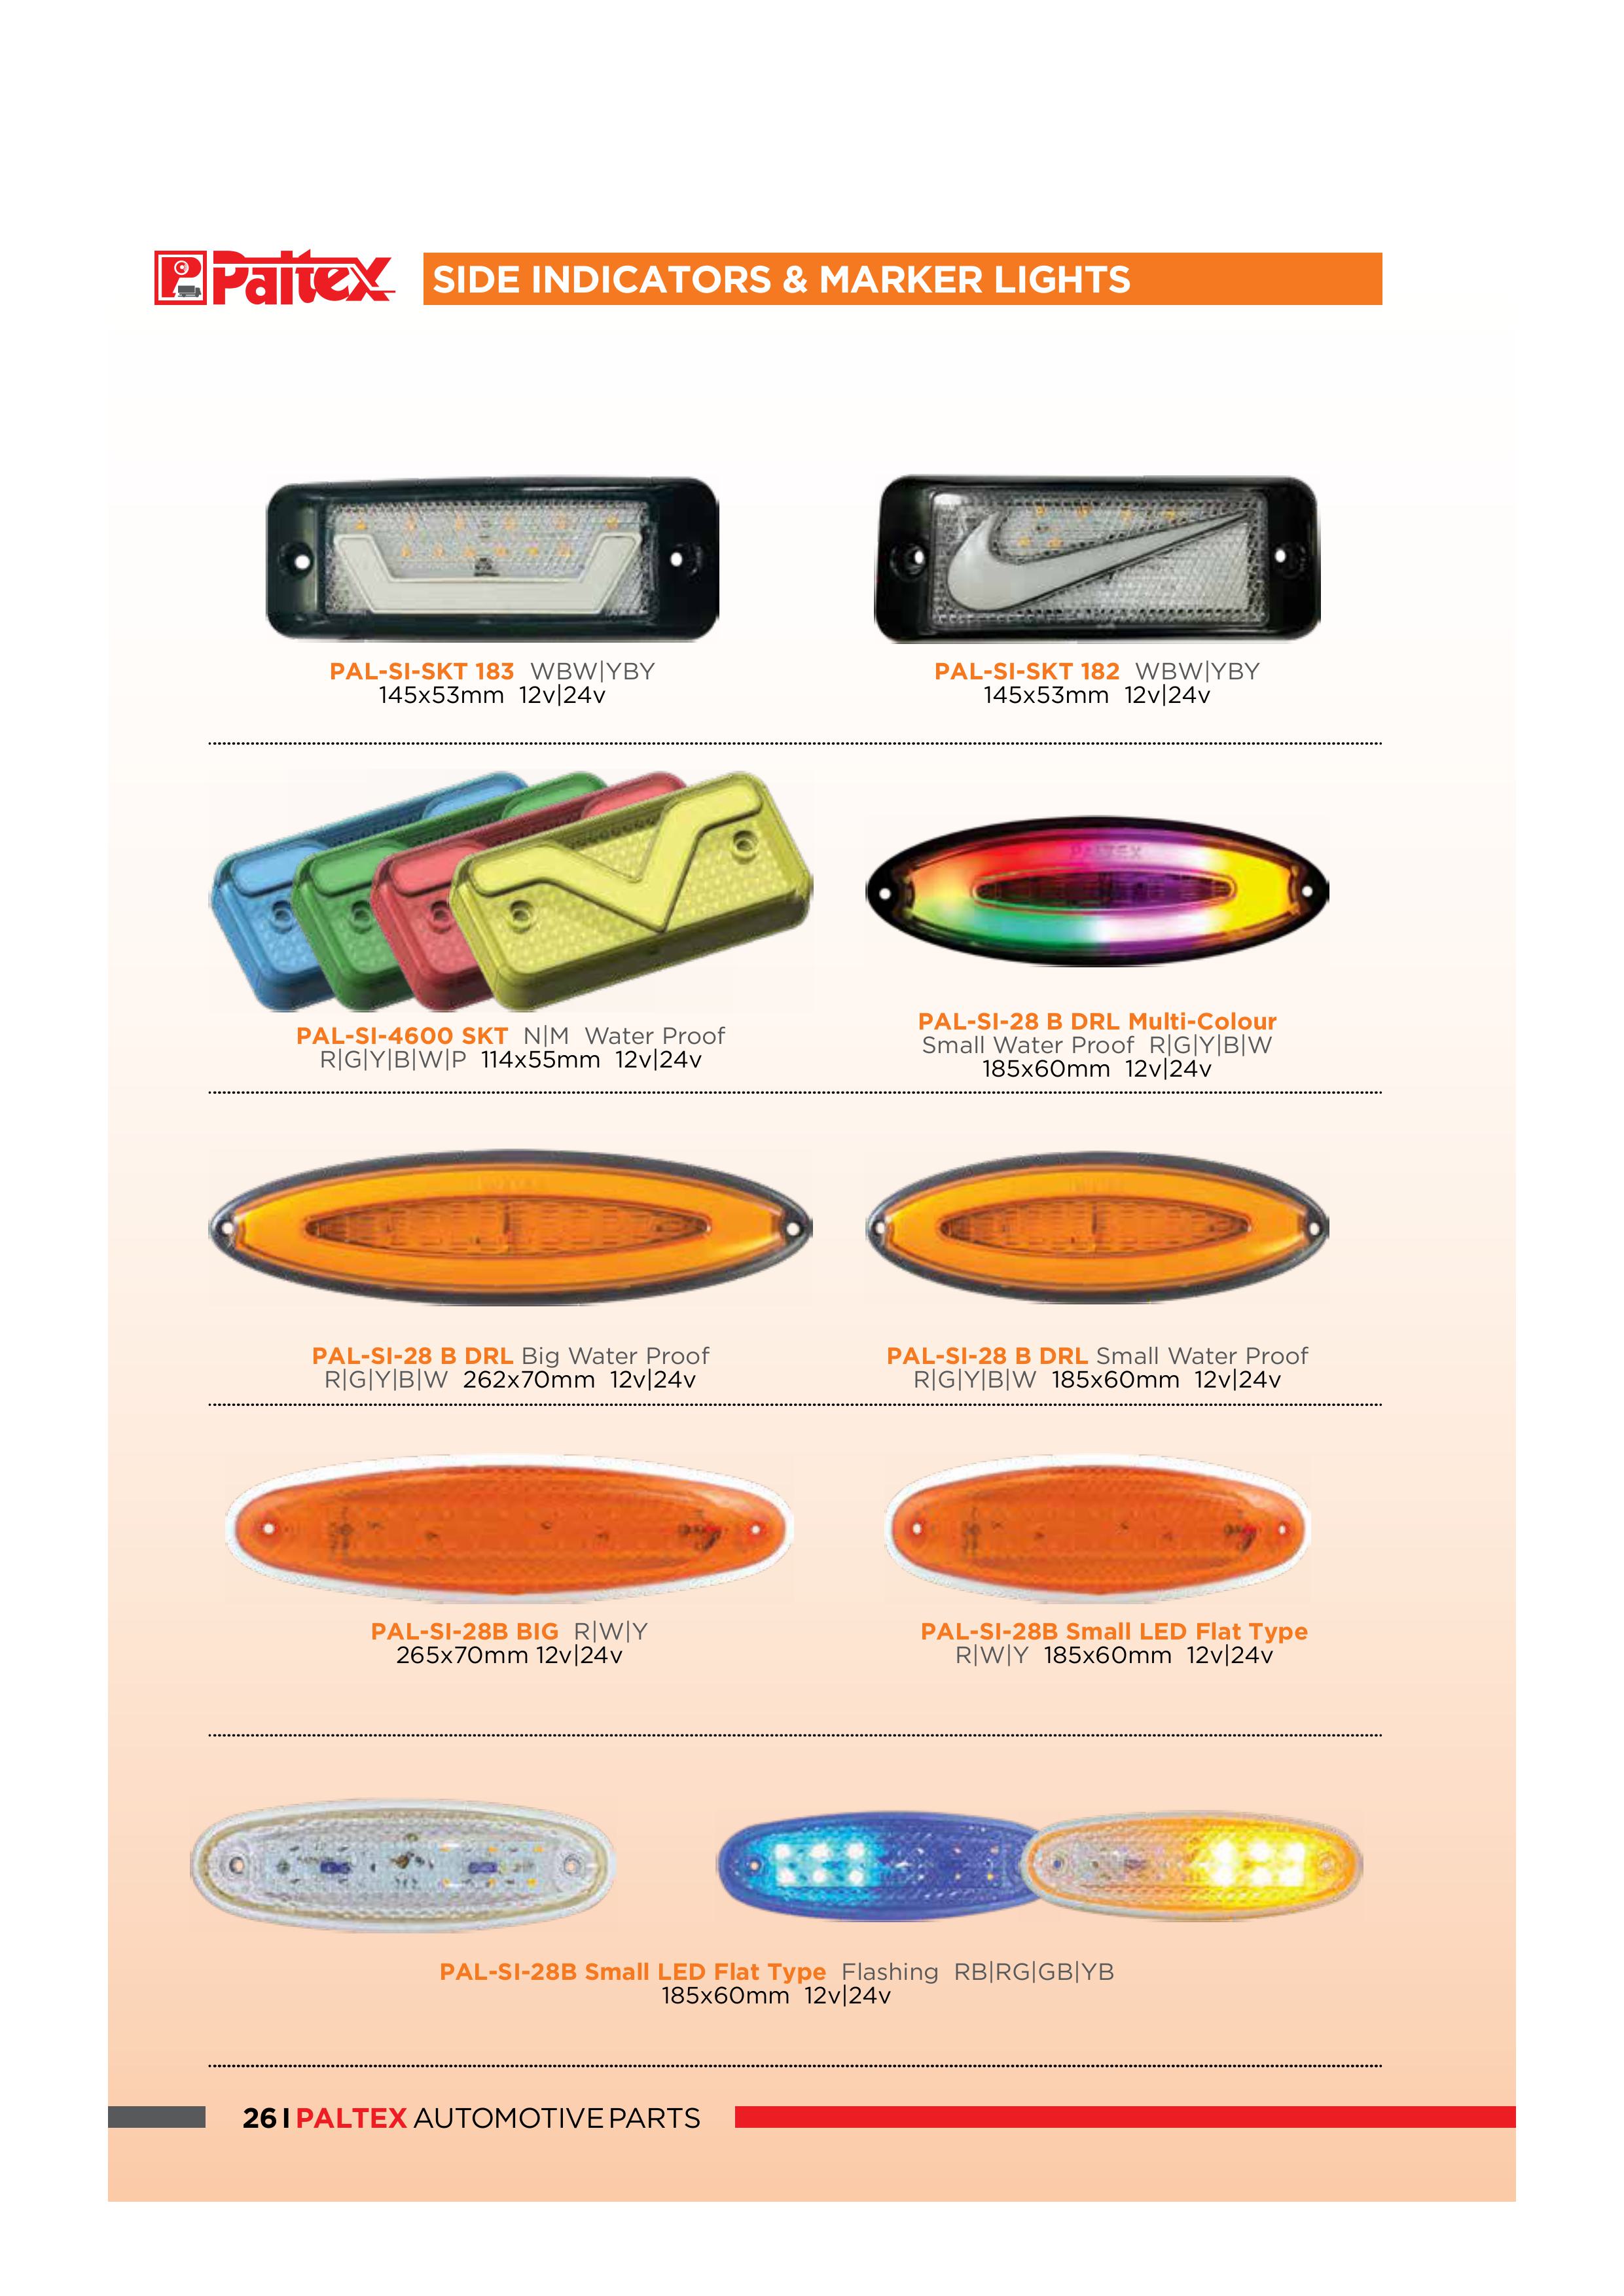 Paltex
SIDE INDICATORS & MARKER LIGHTS
PAL-SI-SKT 183 WBW|YBY
145x53mm 12v|24v
PAL-SI-SKT 182 WBW|YBY
145x53mm 12v|24v
PALTEX
PAL-SI-4600 SKT N|M Water Proof
R|G|Y|B|W|P 114x55mm 12v|24v
PAL-SI-28 B DRL Multi-Colour
Small Water Proof R|G|Y|B|W
185x60mm 12v|24v
PAL-SI-28 B DRL Big Water Proof
R|G|Y|B|W 262x70mm 12v|24v
PAL-SI-28 B DRL Small Water Proof
R|G|Y|B|W 185x60mm 12v|24v
PAL-SI-28B BIG R|W|Y
265x70mm 12v|24v
PAL-SI-28B Small LED Flat Type
R|W|Y 185x60mm 12v|24v
PAL-SI-28B Small LED Flat Type Flashing RB|RG|GB|YB
185x60mm 12v|24v
26 I PALTEX AUTOMOTIVE PARTS